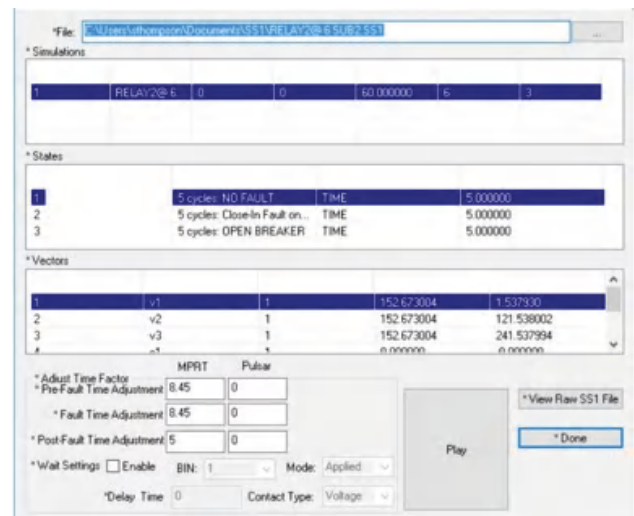 *File: C:\Users\sthompson\Documents\SS1\RELAY2@ 6 SUB2.SS1 ...
* Simulations
1 RELAY2@ 6 0 0 60.000000 6 3
* States
1 5 cycles: NO FAULT TIME 5.000000
2 5 cycles: Close-In Fault on... TIME 5.000000
3 5 cycles: OPEN BREAKER TIME 5.000000
* Vectors
1 v1 1 152.673004 1.537930
2 v2 1 152.673004 121.538002
3 v3 1 152.673004 241.537994
MPRT Pulsar
* Adjust Time Factor
* Pre-Fault Time Adjustment 8.45 0
* Fault Time Adjustment 8.45 0
* Post-Fault Time Adjustment 5 0
* Wait Settings Enable BIN: 1 Mode: Applied
*Delay Time 0 Contact Type: Voltage
Play
*View Raw SS1 File
*Done